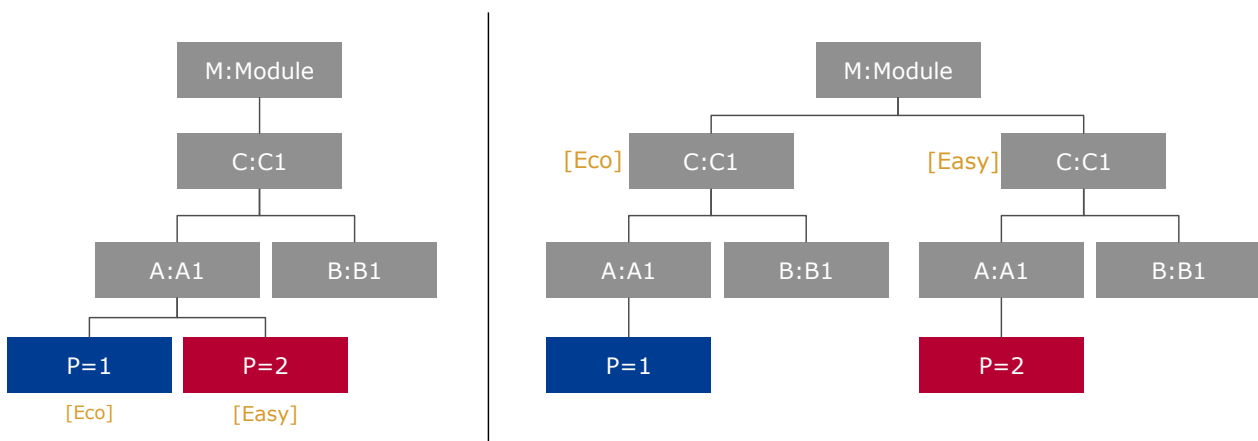 M:Module
C:C1
A:A1 B:B1
P=1 P=2
[Eco] [Easy]
M:Module
[Eco] C:C1 [Easy] C:C1
A:A1 B:B1 A:A1 B:B1
P=1 P=2